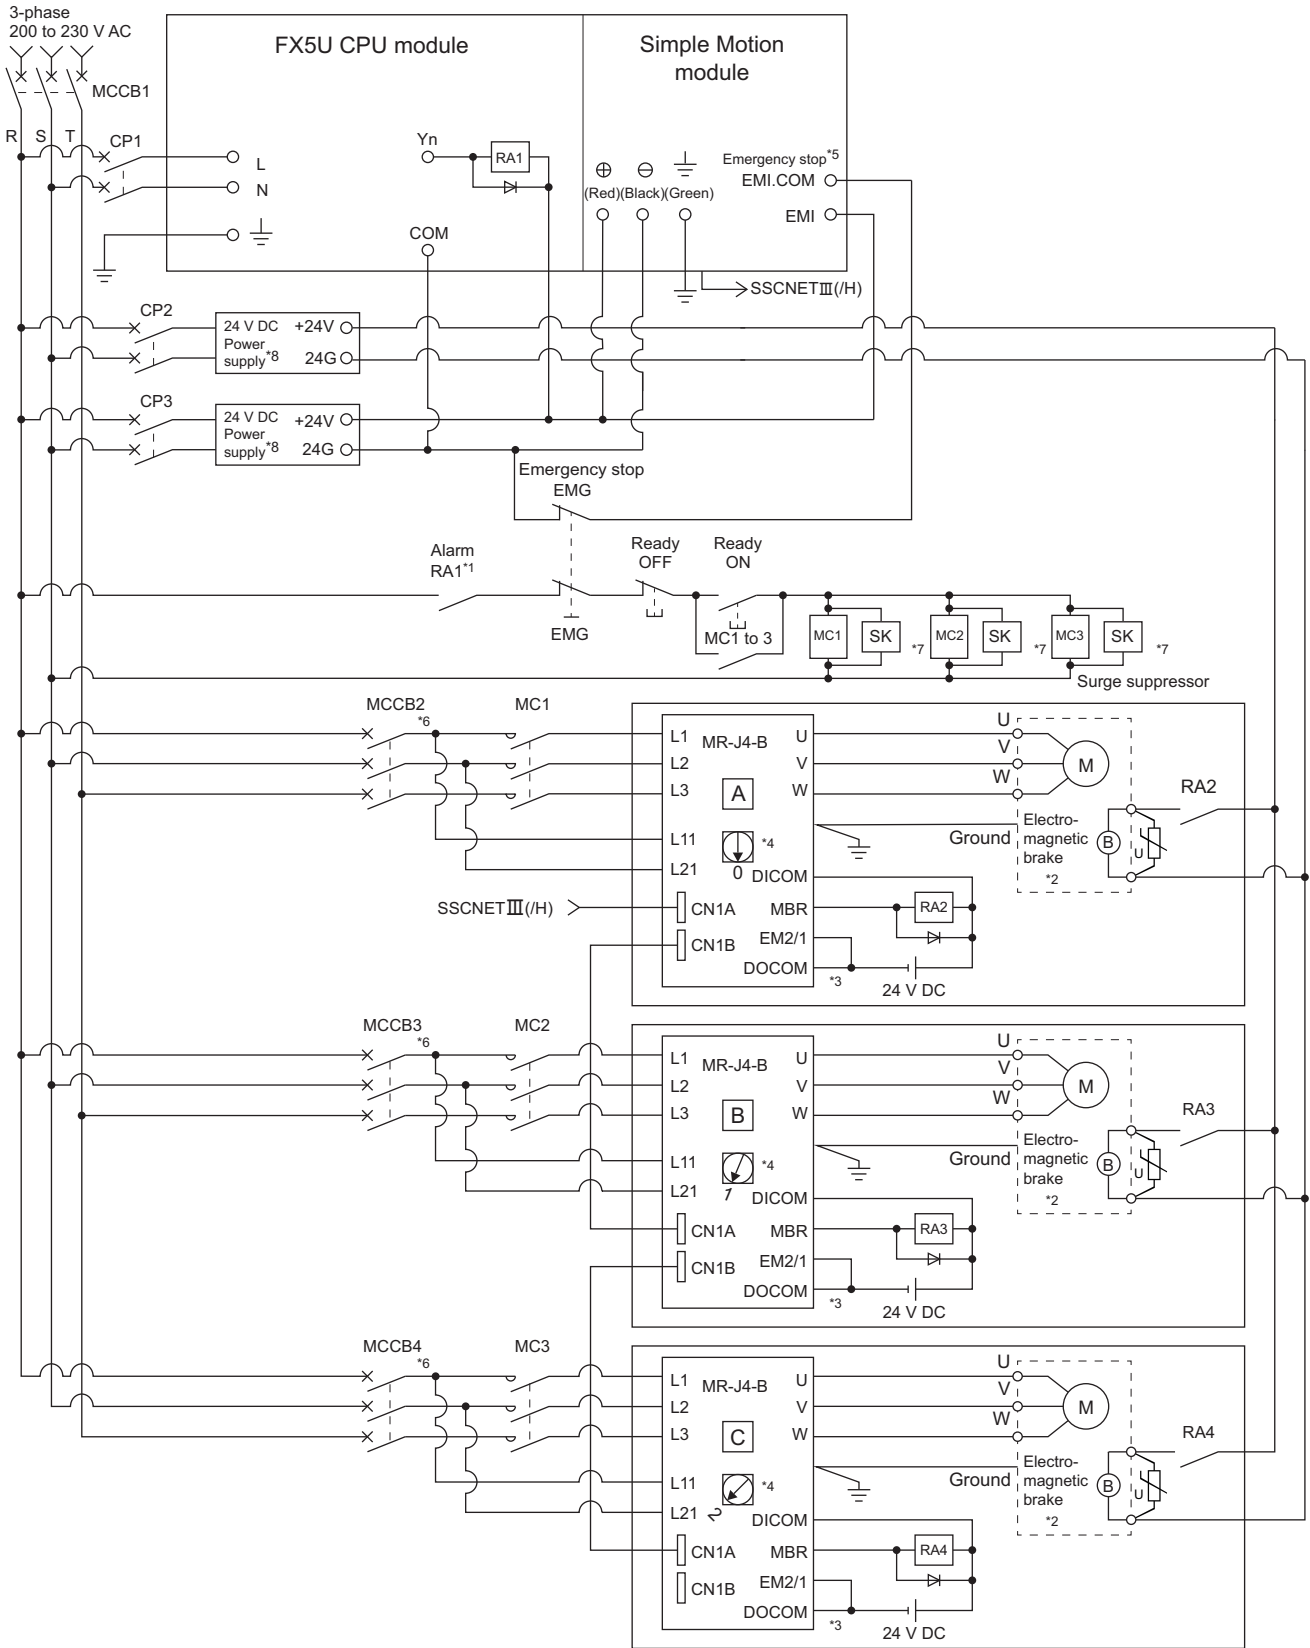 3-phase
200 to 230 V AC
MCCB1
R S T
CP1
FX5U CPU module
Simple Motion
module
L
N
Yn
RA1
COM
⊕ ⊖
(Red)(Black)(Green)
Emergency stop*5
EMI.COM
EMI
SSCNETⅢ(/H)
CP2
24 V DC
Power
supply*8
+24V
24G
CP3
24 V DC
Power
supply*8
+24V
24G
Emergency stop
EMG
Alarm
RA1*1
EMG
Ready
OFF
Ready
ON
MC1 to 3
MC1 SK *7
MC2 SK *7
MC3 SK *7
Surge suppressor
MCCB2
*6
MC1
L1
L2
L3
L11
L21
CN1A
CN1B
MR-J4-B
A
*4
0
U
V
W
DICOM
MBR
EM2/1
DOCOM
*3
SSCNETⅢ(/H)
RA2
24 V DC
Ground
U
V
W
M
Electro-
magnetic
brake
*2
B
U
RA2
MCCB3
*6
MC2
L1
L2
L3
L11
L21
CN1A
CN1B
MR-J4-B
B
*4
1
U
V
W
DICOM
MBR
EM2/1
DOCOM
*3
RA3
24 V DC
Ground
U
V
W
M
Electro-
magnetic
brake
*2
B
U
RA3
MCCB4
*6
MC3
L1
L2
L3
L11
L21
CN1A
CN1B
MR-J4-B
C
*4
2
U
V
W
DICOM
MBR
EM2/1
DOCOM
*3
RA4
24 V DC
Ground
U
V
W
M
Electro-
magnetic
brake
*2
B
U
RA4